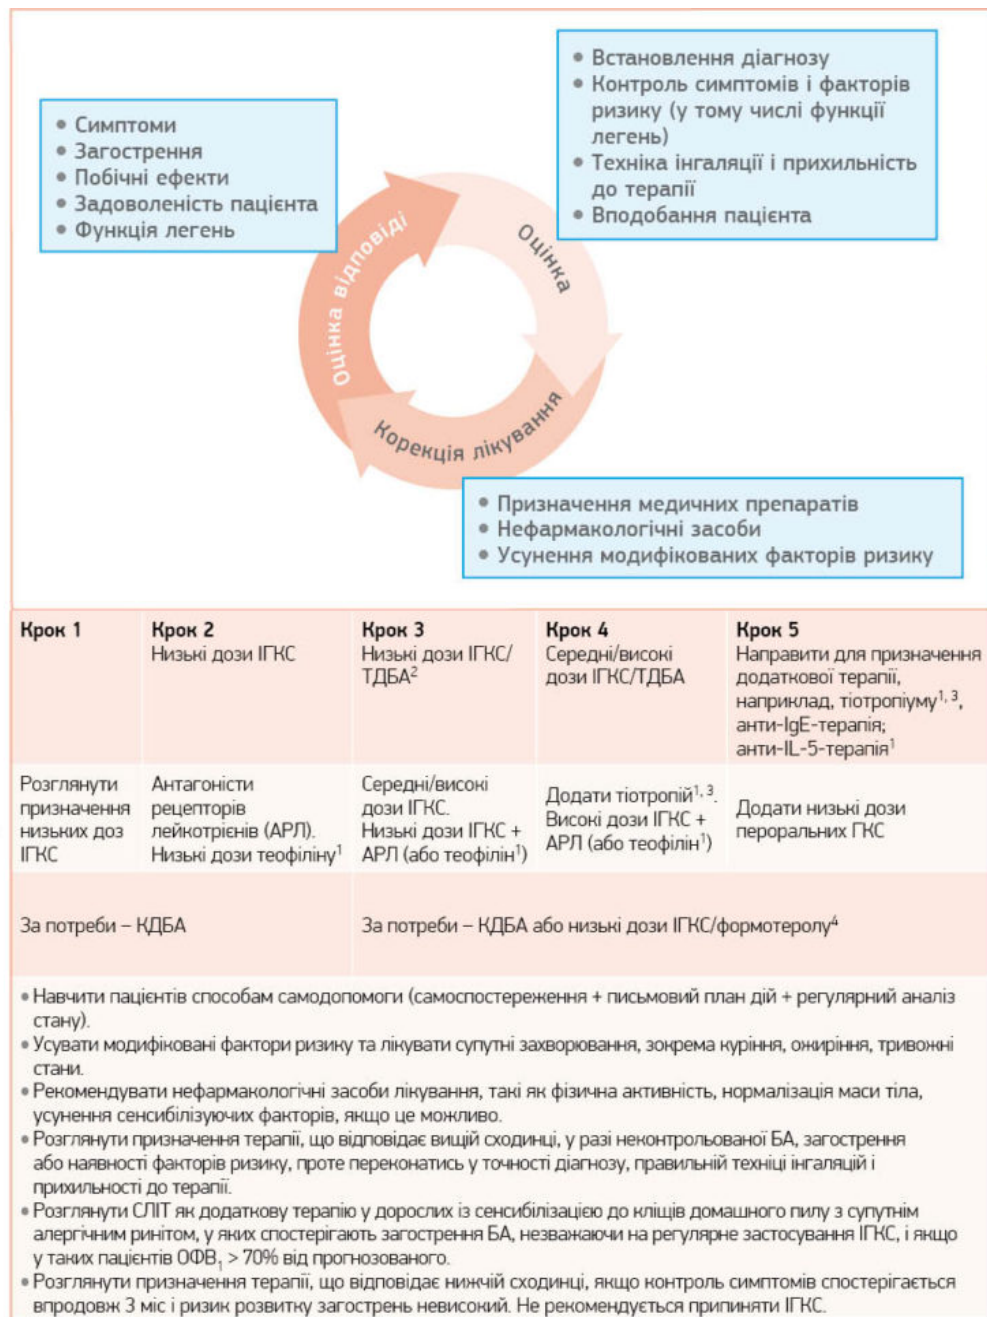 • Симптоми
• Загострення
• Побічні ефекти
• Задоволеність пацієнта
• Функція легень
• Встановлення діагнозу
• Контроль симптомів і факторів
ризику (у тому числі функції
легень)
• Техніка інгаляції і прихильність
до терапії
• Вподобання пацієнта
Оцінка відповіді
Оцінка
Корекція лікування
• Призначення медичних препаратів
• Нефармакологічні засоби
• Усунення модифікованих факторів ризику
Крок 1
Крок 2
Низькі дози ІГКС
Крок 3
Низькі дози ІГКС/
ТДБА²
Крок 4
Середні/високі
дози ІГКС/ТДБА
Крок 5
Направити для призначення
додаткової терапії,
наприклад, тіотропіуму¹˒ ³,
анти-IgE-терапія;
анти-IL-5-терапія¹
Розглянути
призначення
низьких доз
ІГКС
Антагоністи
рецепторів
лейкотрієнів (АРЛ).
Низькі дози теофіліну¹
Середні/високі
дози ІГКС.
Низькі дози ІГКС +
АРЛ (або теофілін¹)
Додати тіотропій¹˒ ³.
Високі дози ІГКС +
АРЛ (або теофілін¹)
Додати низькі дози
пероральних ГКС
За потреби – КДБА
За потреби – КДБА або низькі дози ІГКС/формотеролу⁴
• Навчити пацієнтів способам самодопомоги (самоспостереження + письмовий план дій + регулярний аналіз
стану).
• Усувати модифіковані фактори ризику та лікувати супутні захворювання, зокрема куріння, ожиріння, тривожні
стани.
• Рекомендувати нефармакологічні засоби лікування, такі як фізична активність, нормалізація маси тіла,
усунення сенсибілізуючих факторів, якщо це можливо.
• Розглянути призначення терапії, що відповідає вищій сходинці, у разі неконтрольованої БА, загострення
або наявності факторів ризику, проте переконатись у точності діагнозу, правильній техніці інгаляцій і
прихильності до терапії.
• Розглянути СЛІТ як додаткову терапію у дорослих із сенсибілізацією до кліщів домашного пилу з супутнім
алергічним ринітом, у яких спостерігають загострення БА, незважаючи на регулярне застосування ІГКС, і якщо
у таких пацієнтів ОФВ₁ > 70% від прогнозованого.
• Розглянути призначення терапії, що відповідає нижчій сходинці, якщо контроль симптомів спостерігається
впродовж 3 міс і ризик розвитку загострень невисокий. Не рекомендується припиняти ІГКС.